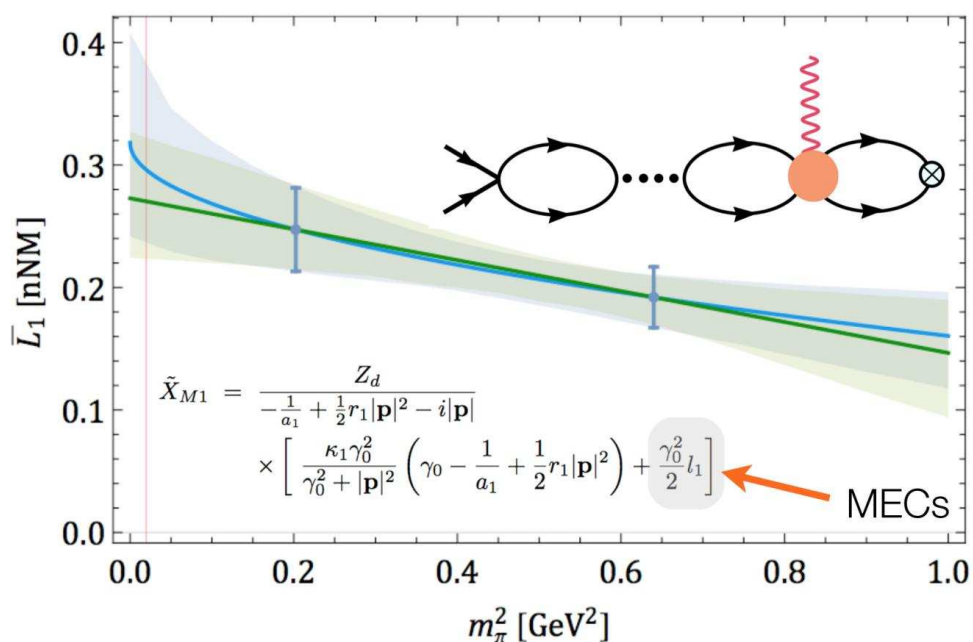 0.4
0.3
0.2
0.1
0.0
L̄₁ [nNM]
X̃_{M1} = Z_d / (−1/a₁ + ½ r₁|𝐩|² − i|𝐩|)
× [ κ₁γ₀² / (γ₀² + |𝐩|²) ( γ₀ − 1/a₁ + ½ r₁|𝐩|² ) + γ₀²/2 l₁ ]
MECs
0.0 0.2 0.4 0.6 0.8 1.0
m_π² [GeV²]